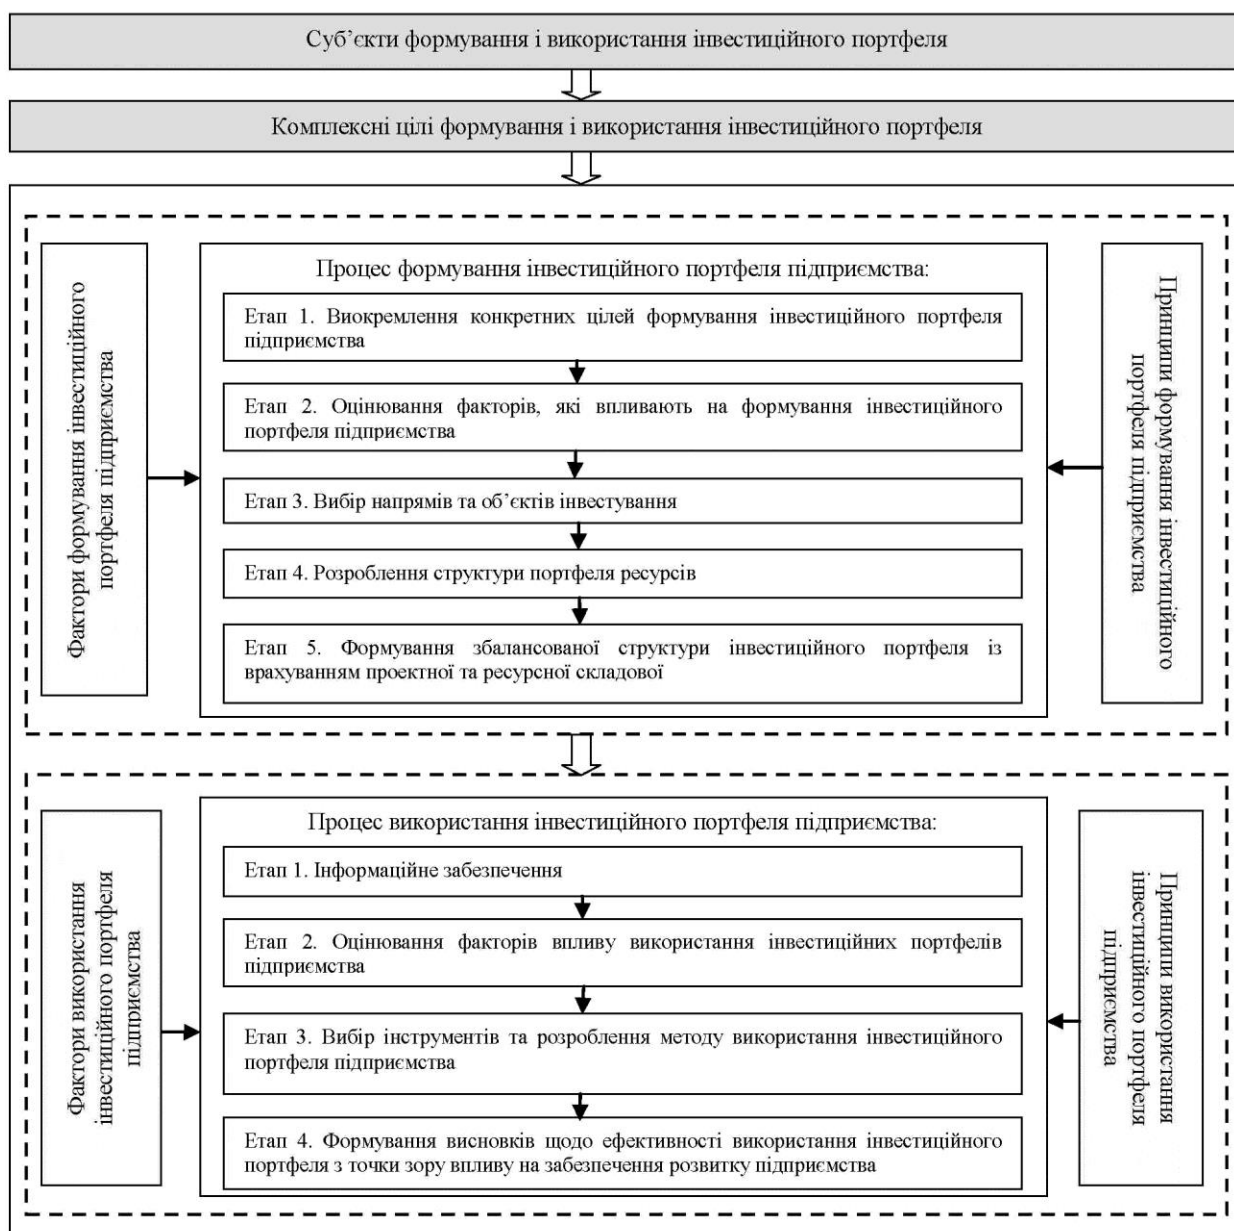 Суб’єкти формування і використання інвестиційного портфеля
Комплексні цілі формування і використання інвестиційного портфеля
Фактори формування інвестиційного
портфеля підприємства
Процес формування інвестиційного портфеля підприємства:
Етап 1. Виокремлення конкретних цілей формування інвестиційного портфеля
підприємства
Етап 2. Оцінювання факторів, які впливають на формування інвестиційного
портфеля підприємства
Етап 3. Вибір напрямів та об’єктів інвестування
Етап 4. Розроблення структури портфеля ресурсів
Етап 5. Формування збалансованої структури інвестиційного портфеля із
врахуванням проектної та ресурсної складової
Принципи формування інвестиційного
портфеля підприємства
Фактори використання
інвестиційного портфеля
підприємства
Процес використання інвестиційного портфеля підприємства:
Етап 1. Інформаційне забезпечення
Етап 2. Оцінювання факторів впливу використання інвестиційних портфелів
підприємства
Етап 3. Вибір інструментів та розроблення методу використання інвестиційного
портфеля підприємства
Етап 4. Формування висновків щодо ефективності використання інвестиційного
портфеля з точки зору впливу на забезпечення розвитку підприємства
Принципи використання
інвестиційного портфеля
підприємства